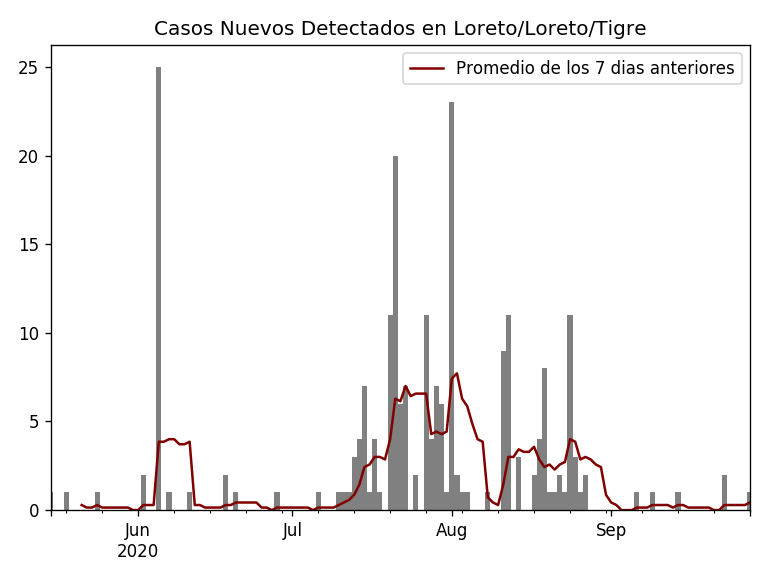 Casos Nuevos Detectados en Loreto/Loreto/Tigre
Promedio de los 7 dias anteriores
25
20
15
10
5
0
Jun
2020
Jul
Aug
Sep